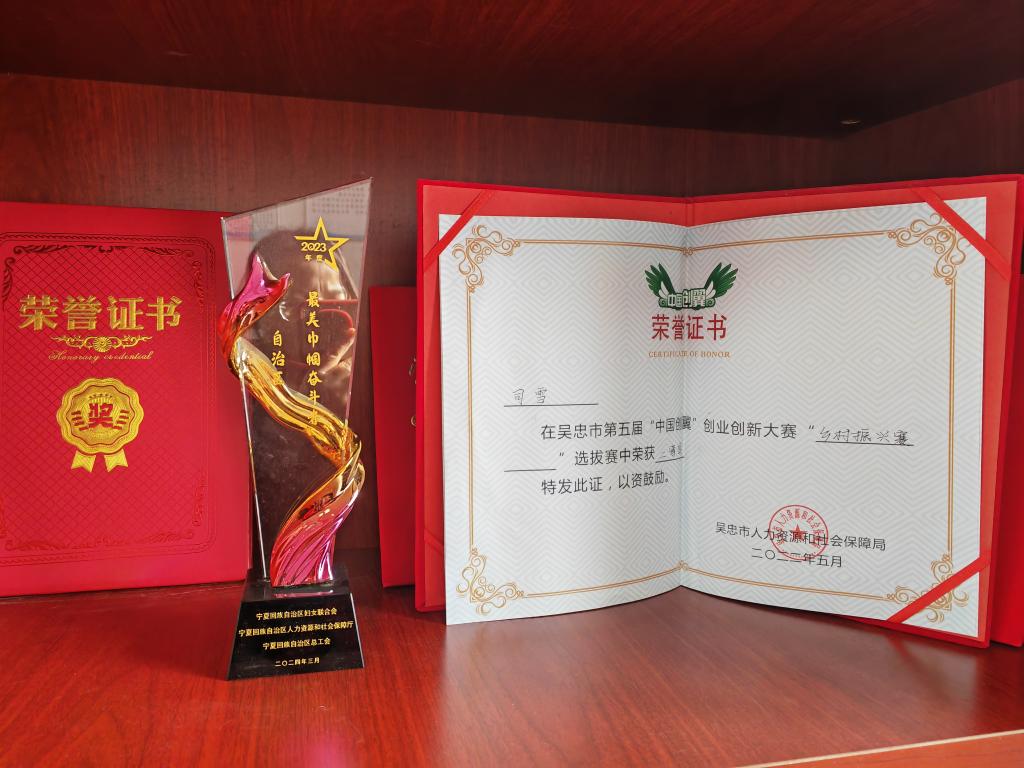 荣誉证书
Honorary credential
奖
2023
年度
最美巾帼奋斗者
自治区
宁夏回族自治区妇女联合会
宁夏回族自治区人力资源和社会保障厅
宁夏回族自治区总工会
二〇二四年三月
中国创翼
荣誉证书
CERTIFICATE OF HONOR
司雪
在吴忠市第五届“中国创翼”创业创新大赛“乡村振兴赛
”选拔赛中荣获
特发此证，以资鼓励。
吴忠市人力资源和社会保障局
二〇二二年五月